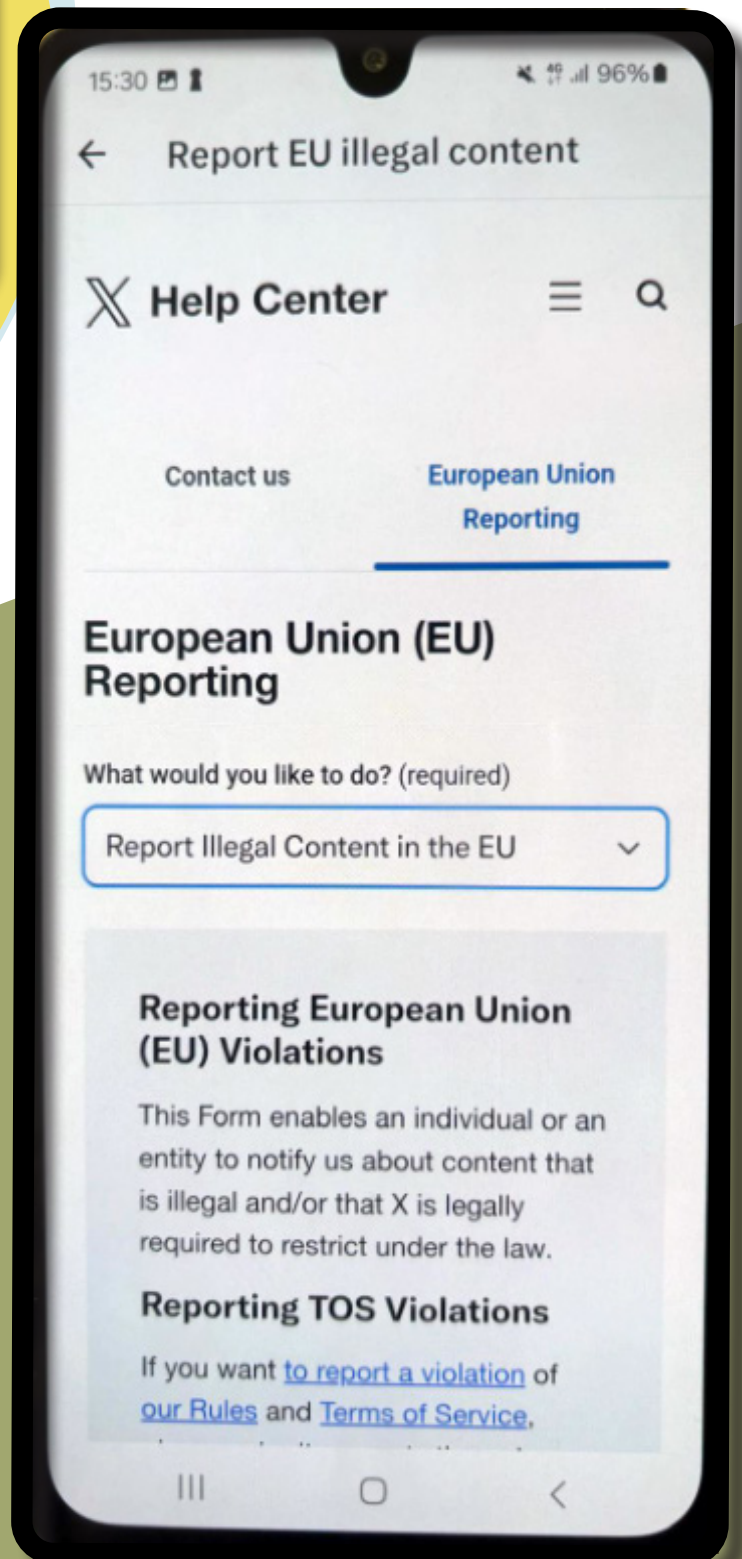 15:30 4G 96%
Report EU illegal content
X Help Center
Contact us
European Union
Reporting
European Union (EU)
Reporting
What would you like to do? (required)
Report Illegal Content in the EU
Reporting European Union
(EU) Violations
This Form enables an individual or an
entity to notify us about content that
is illegal and/or that X is legally
required to restrict under the law.
Reporting TOS Violations
If you want to report a violation of
our Rules and Terms of Service,